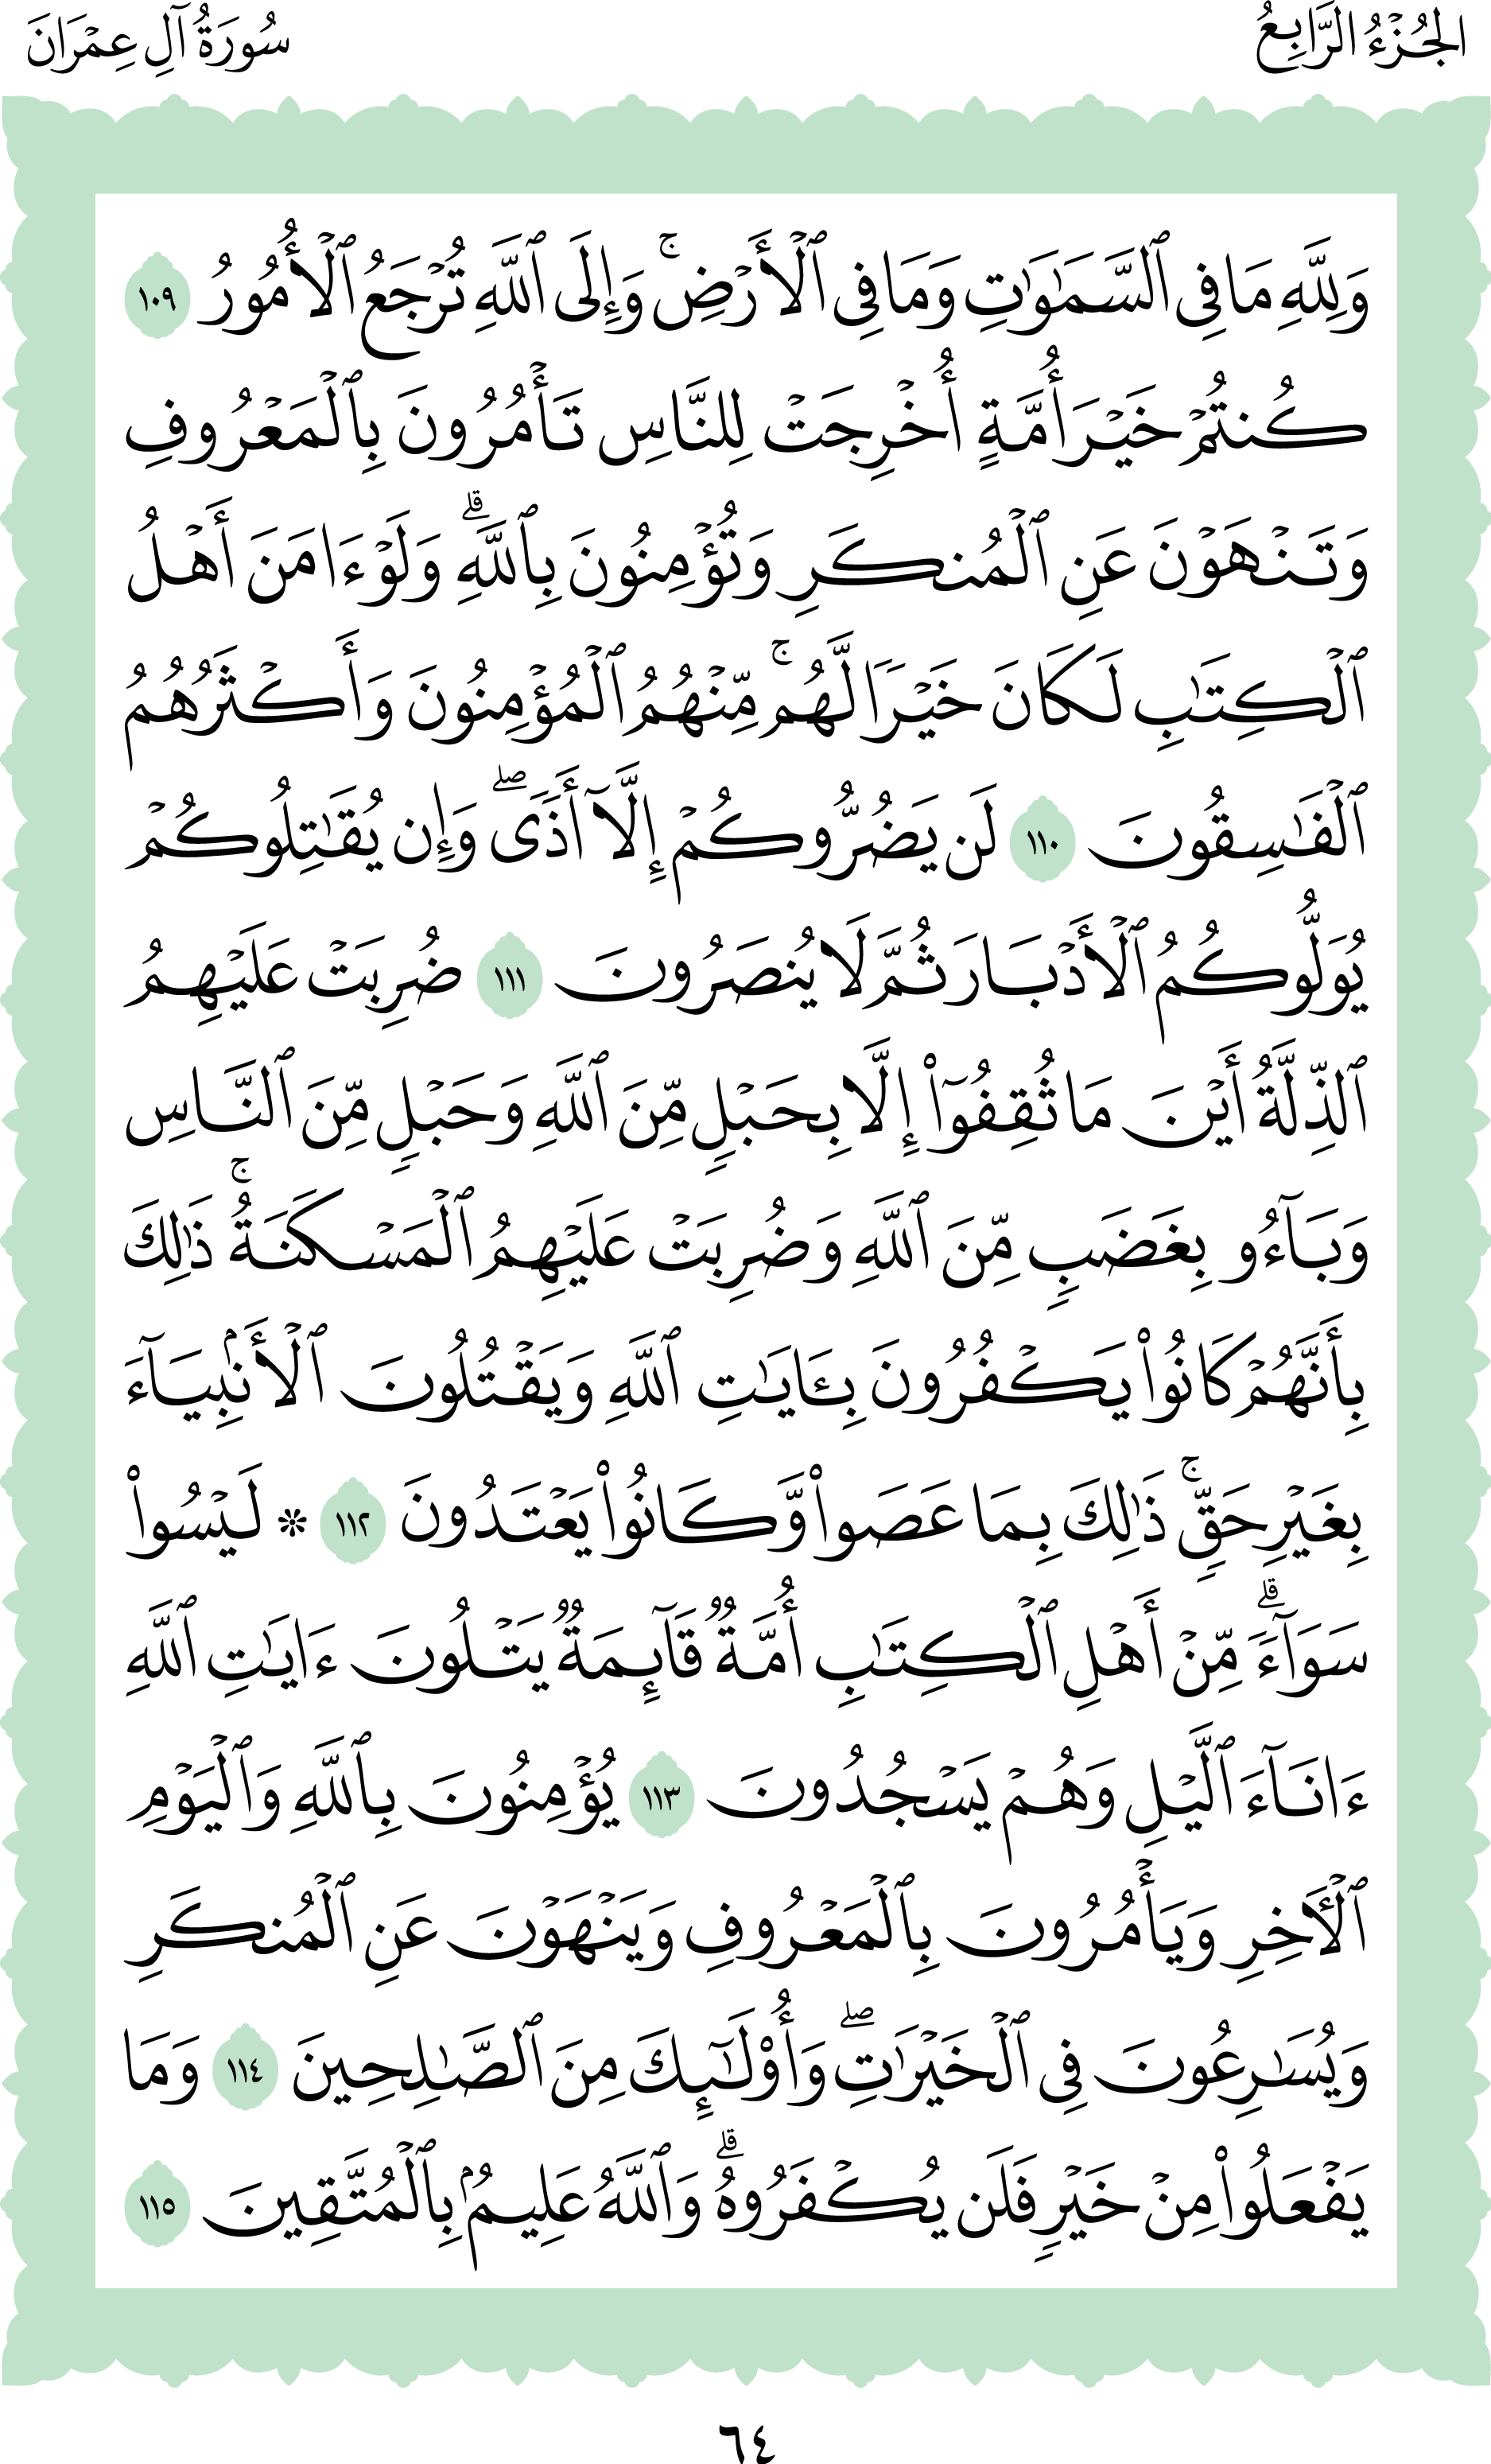 الجُزْءُ الرَّابِعُ
سُورَةُ آلِ عِمْرَانَ
وَلِلَّهِ مَا فِي ٱلسَّمَٰوَٰتِ وَمَا فِي ٱلۡأَرۡضِۚ وَإِلَى ٱللَّهِ تُرۡجَعُ ٱلۡأُمُورُ ١٠٩
كُنتُمۡ خَيۡرَ أُمَّةٍ أُخۡرِجَتۡ لِلنَّاسِ تَأۡمُرُونَ بِٱلۡمَعۡرُوفِ
وَتَنۡهَوۡنَ عَنِ ٱلۡمُنكَرِ وَتُؤۡمِنُونَ بِٱللَّهِۗ وَلَوۡ ءَامَنَ أَهۡلُ
ٱلۡكِتَٰبِ لَكَانَ خَيۡرٗا لَّهُمۚ مِّنۡهُمُ ٱلۡمُؤۡمِنُونَ وَأَكۡثَرُهُمُ
ٱلۡفَٰسِقُونَ ١١٠ لَن يَضُرُّوكُمۡ إِلَّآ أَذٗىۖ وَإِن يُقَٰتِلُوكُمۡ
يُوَلُّوكُمُ ٱلۡأَدۡبَارَ ثُمَّ لَا يُنصَرُونَ ١١١ ضُرِبَتۡ عَلَيۡهِمُ
ٱلذِّلَّةُ أَيۡنَ مَا ثُقِفُوٓاْ إِلَّا بِحَبۡلٖ مِّنَ ٱللَّهِ وَحَبۡلٖ مِّنَ ٱلنَّاسِ
وَبَآءُو بِغَضَبٖ مِّنَ ٱللَّهِ وَضُرِبَتۡ عَلَيۡهِمُ ٱلۡمَسۡكَنَةُۚ ذَٰلِكَ
بِأَنَّهُمۡ كَانُواْ يَكۡفُرُونَ بِـَٔايَٰتِ ٱللَّهِ وَيَقۡتُلُونَ ٱلۡأَنۢبِيَآءَ
بِغَيۡرِ حَقّٖۚ ذَٰلِكَ بِمَا عَصَواْ وَّكَانُواْ يَعۡتَدُونَ ١١٢ ۞ لَيۡسُواْ
سَوَآءٗۗ مِّنۡ أَهۡلِ ٱلۡكِتَٰبِ أُمَّةٞ قَآئِمَةٞ يَتۡلُونَ ءَايَٰتِ ٱللَّهِ
ءَانَآءَ ٱلَّيۡلِ وَهُمۡ يَسۡجُدُونَ ١١٣ يُؤۡمِنُونَ بِٱللَّهِ وَٱلۡيَوۡمِ
ٱلۡأٓخِرِ وَيَأۡمُرُونَ بِٱلۡمَعۡرُوفِ وَيَنۡهَوۡنَ عَنِ ٱلۡمُنكَرِ
وَيُسَٰرِعُونَ فِي ٱلۡخَيۡرَٰتِۖ وَأُوْلَٰٓئِكَ مِنَ ٱلصَّٰلِحِينَ ١١٤ وَمَا
يَفۡعَلُواْ مِنۡ خَيۡرٖ فَلَن يُكۡفَرُوهُۗ وَٱللَّهُ عَلِيمُۢ بِٱلۡمُتَّقِينَ ١١٥
٦٤